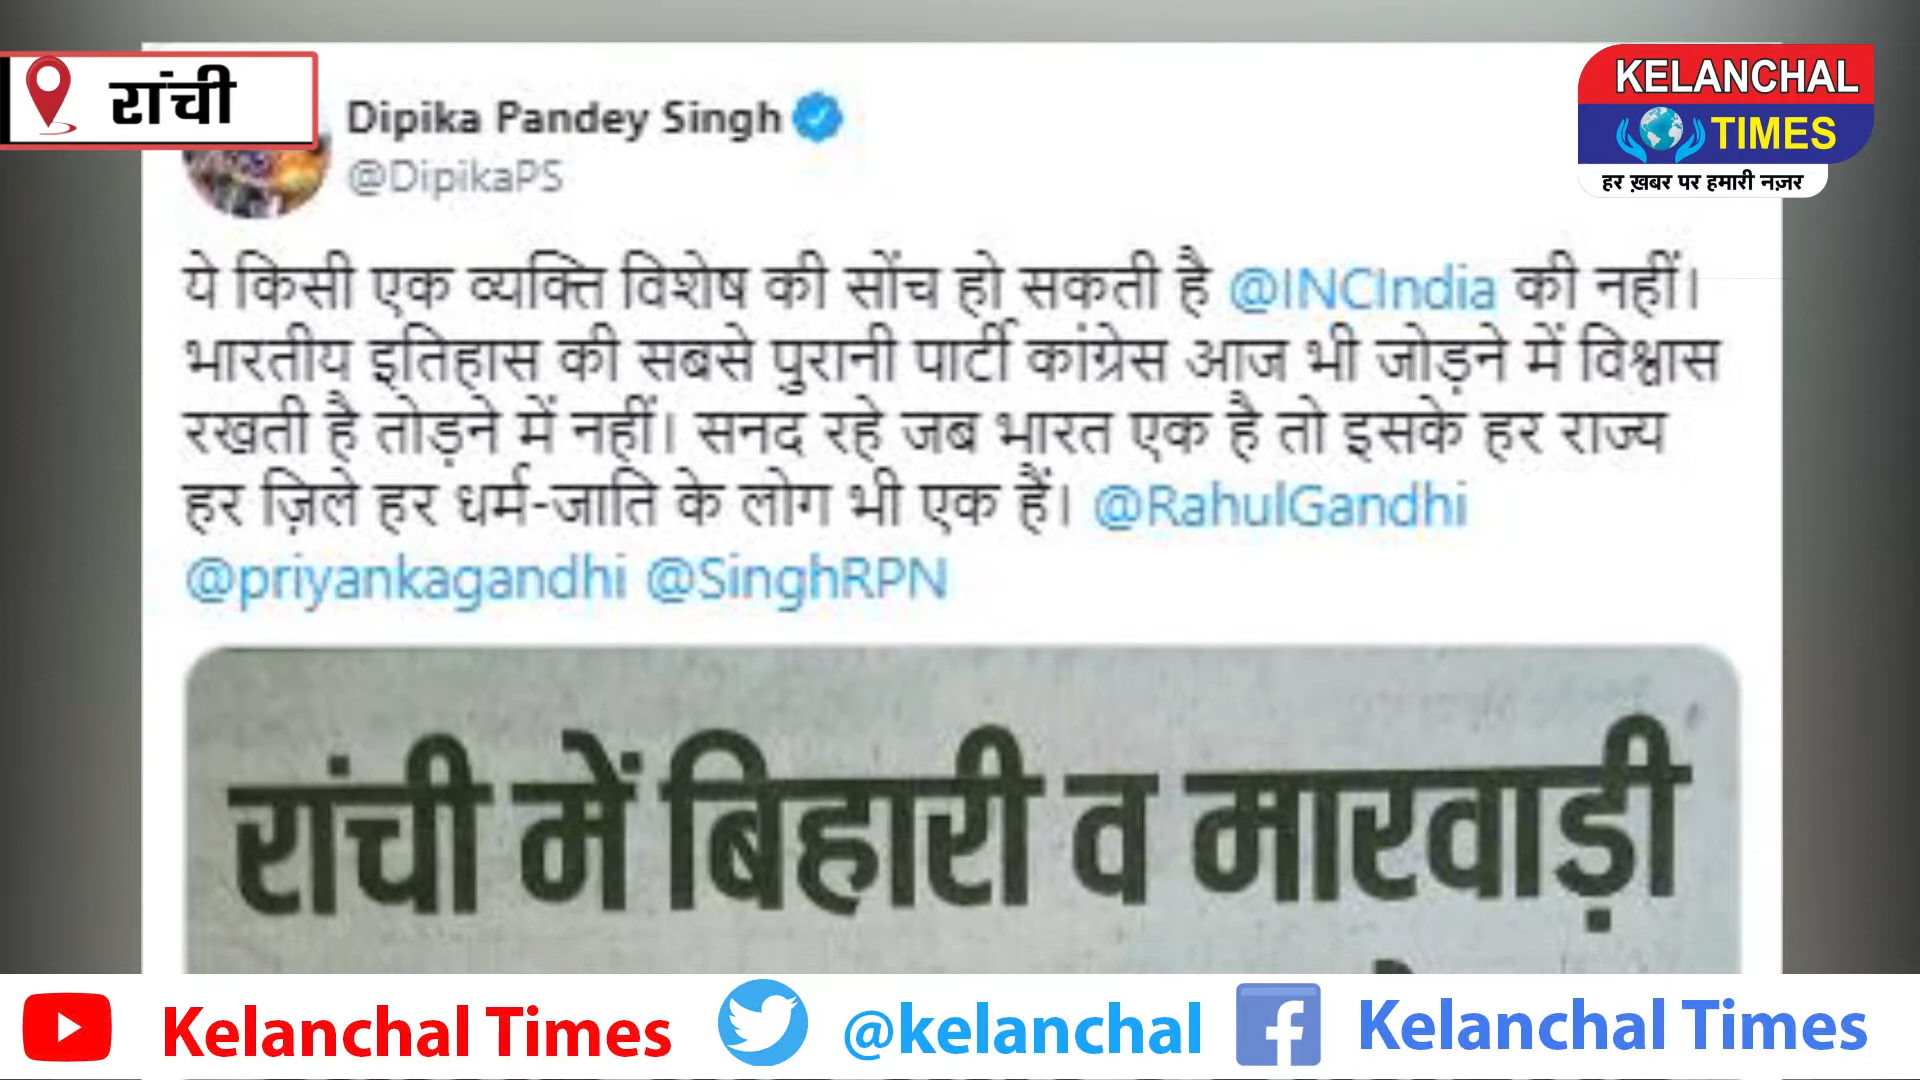 रांची
KELANCHAL
TIMES
हर ख़बर पर हमारी नज़र
Dipika Pandey Singh
@DipikaPS
ये किसी एक व्यक्ति विशेष की सोंच हो सकती है @INCIndia की नहीं।
भारतीय इतिहास की सबसे पुरानी पार्टी कांग्रेस आज भी जोड़ने में विश्वास
रखती है तोड़ने में नहीं। सनद रहे जब भारत एक है तो इसके हर राज्य
हर ज़िले हर धर्म-जाति के लोग भी एक हैं। @RahulGandhi
@priyankagandhi @SinghRPN
रांची में बिहारी व मारवाड़ी
Kelanchal Times
@kelanchal
Kelanchal Times